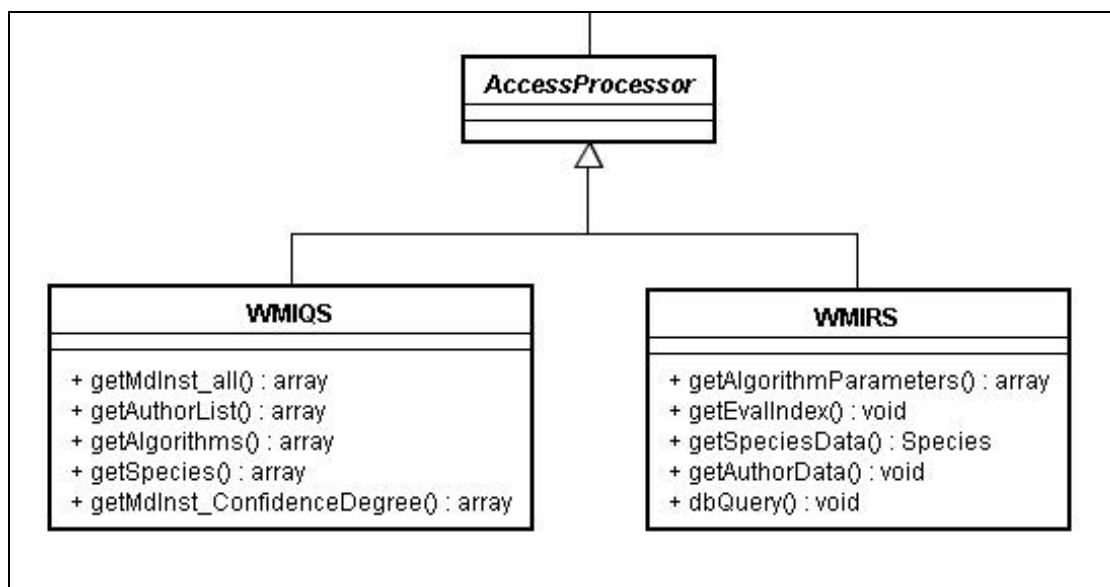 AccessProcessor
WMIQS
+ getMdInst_all() : array
+ getAuthorList() : array
+ getAlgorithms() : array
+ getSpecies() : array
+ getMdInst_ConfidenceDegree() : array
WMIRS
+ getAlgorithmParameters() : array
+ getEvalIndex() : void
+ getSpeciesData() : Species
+ getAuthorData() : void
+ dbQuery() : void